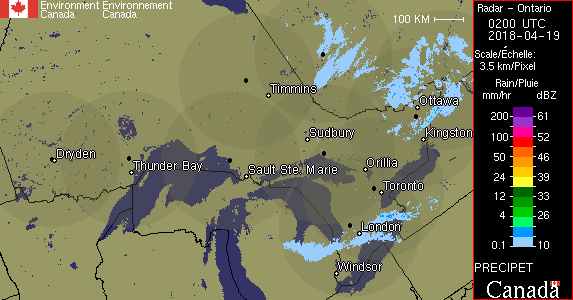 Environment Environnement
Canada Canada
100 KM
Timmins
Ottawa
Sudbury
Kingston
Dryden
Thunder Bay
Sault Ste. Marie
Orillia
Toronto
London
Windsor
Radar - Ontario
0200 UTC
2018-04-19
Scale/Échelle:
3.5 km/Pixel
Rain/Pluie
mm/hr dBZ
200 61
100 52
50 46
24 39
12 33
4 26
1 18
0.1 10
PRECIPET
Canada